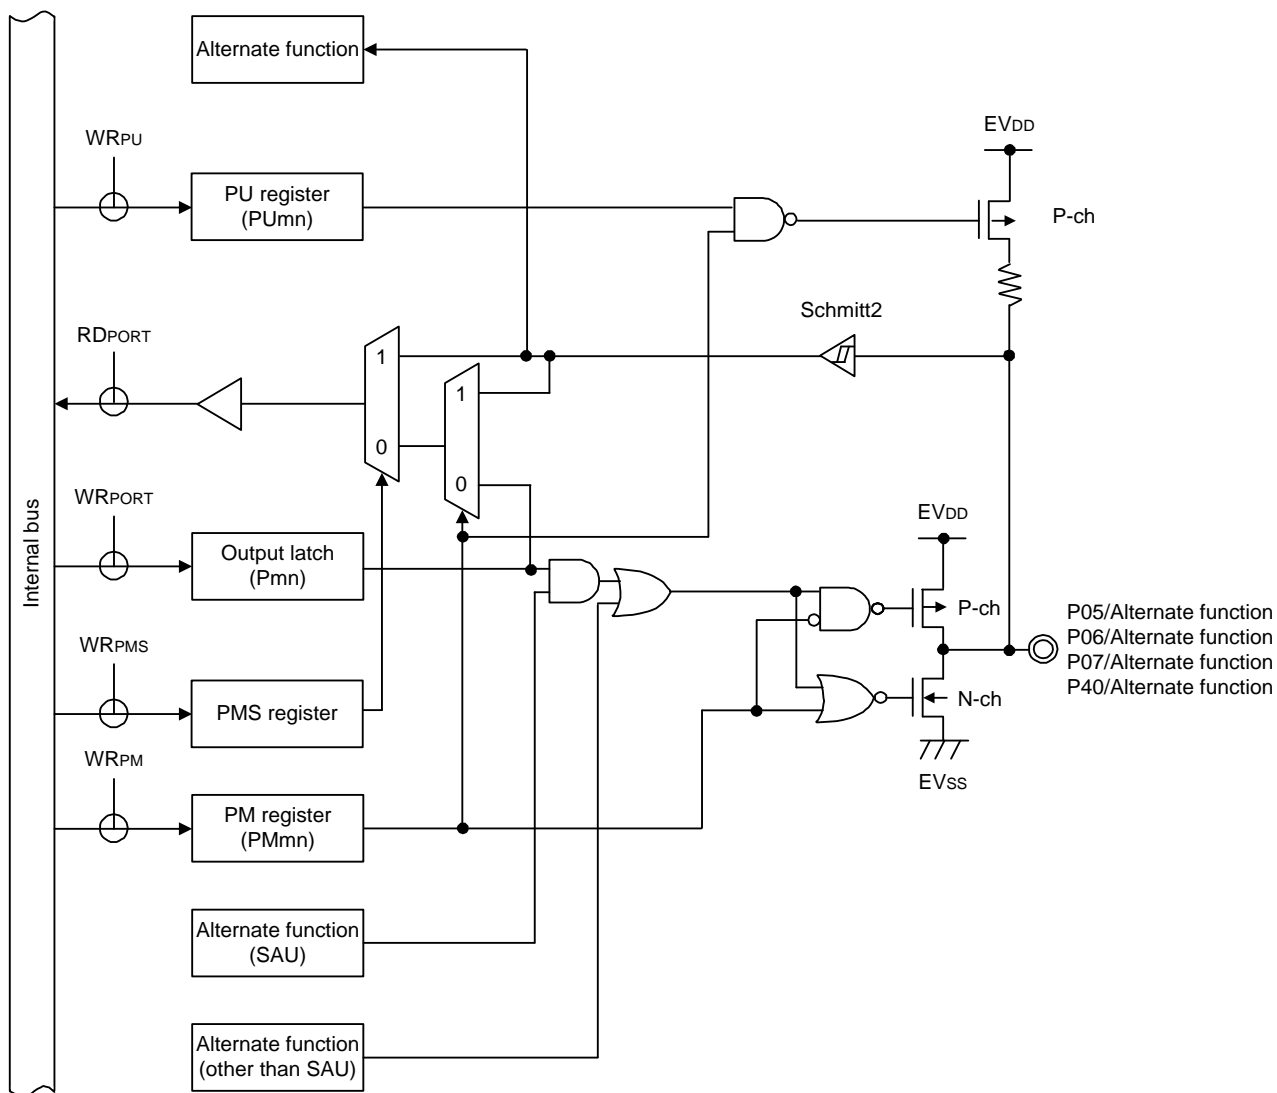 Alternate function
WRPU
EVDD
PU register
(PUmn)
P-ch
RDPORT
Schmitt2
1
1
0
0
WRPORT
EVDD
Internal bus
Output latch
(Pmn)
P-ch
P05/Alternate function
P06/Alternate function
P07/Alternate function
P40/Alternate function
WRPMS
PMS register
N-ch
WRPM
EVSS
PM register
(PMmn)
Alternate function
(SAU)
Alternate function
(other than SAU)